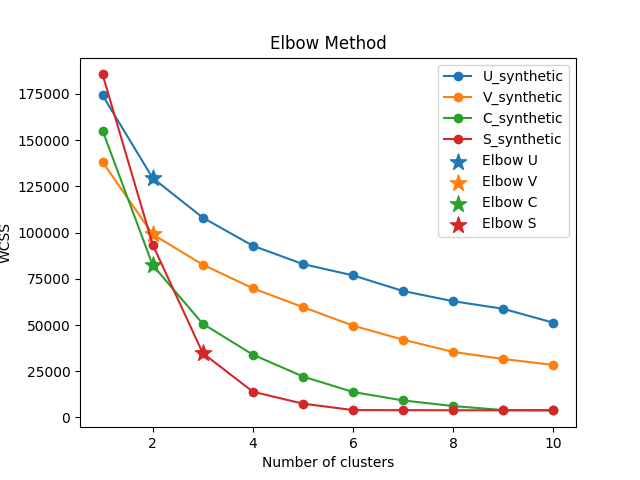 Elbow Method
WCSS
175000
150000
125000
100000
75000
50000
25000
0
2
4
6
8
10
Number of clusters
U_synthetic
V_synthetic
C_synthetic
S_synthetic
Elbow U
Elbow V
Elbow C
Elbow S